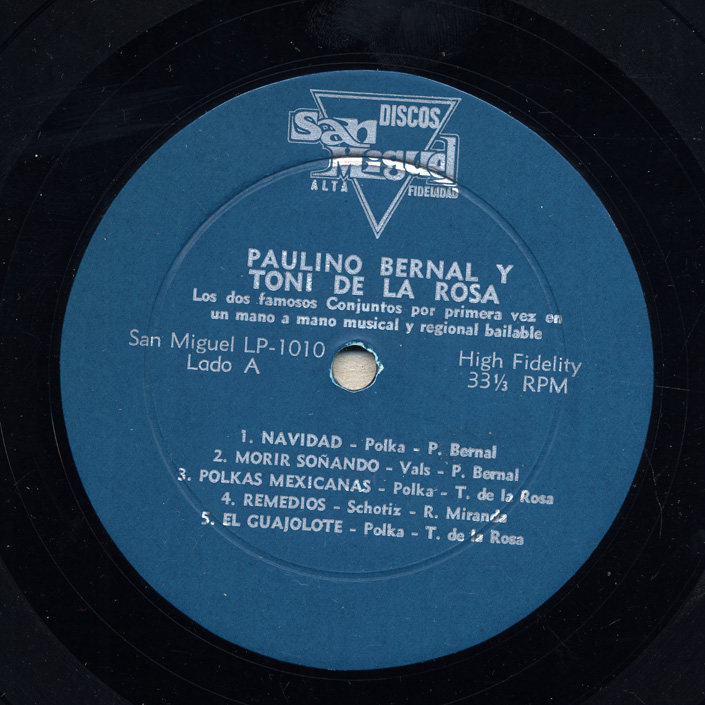 DISCOS
San
Miguel
ALTA FIDELIDAD
PAULINO BERNAL Y
TONI DE LA ROSA
Los dos famosos Conjuntos por primera vez en
un mano a mano musical y regional bailable
San Miguel LP-1010
Lado A
High Fidelity
33⅓ RPM
1. NAVIDAD - Polka - P. Bernal
2. MORIR SOÑANDO - Vals - P. Bernal
3. POLKAS MEXICANAS - Polka - T. de la Rosa
4. REMEDIOS - Schotiz - R. Miranda
5. EL GUAJOLOTE - Polka - T. de la Rosa